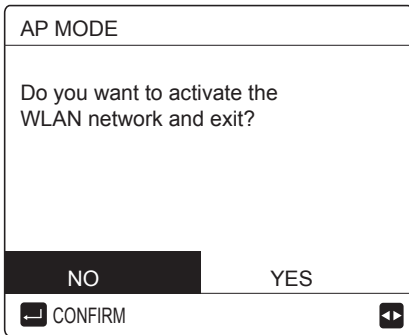 AP MODE
Do you want to activate the
WLAN network and exit?
NO YES
CONFIRM